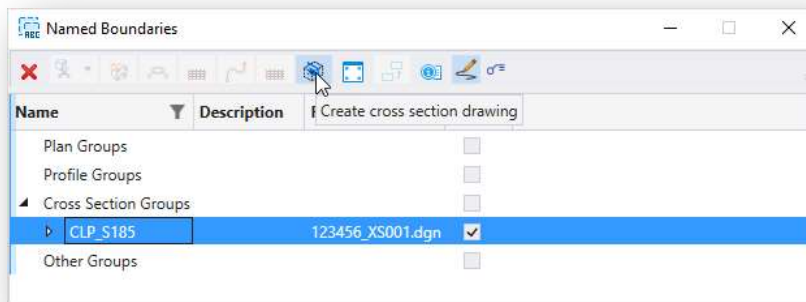 Named Boundaries
Name Description
Create cross section drawing
Plan Groups
Profile Groups
Cross Section Groups
CLP_S185 123456_XS001.dgn
Other Groups